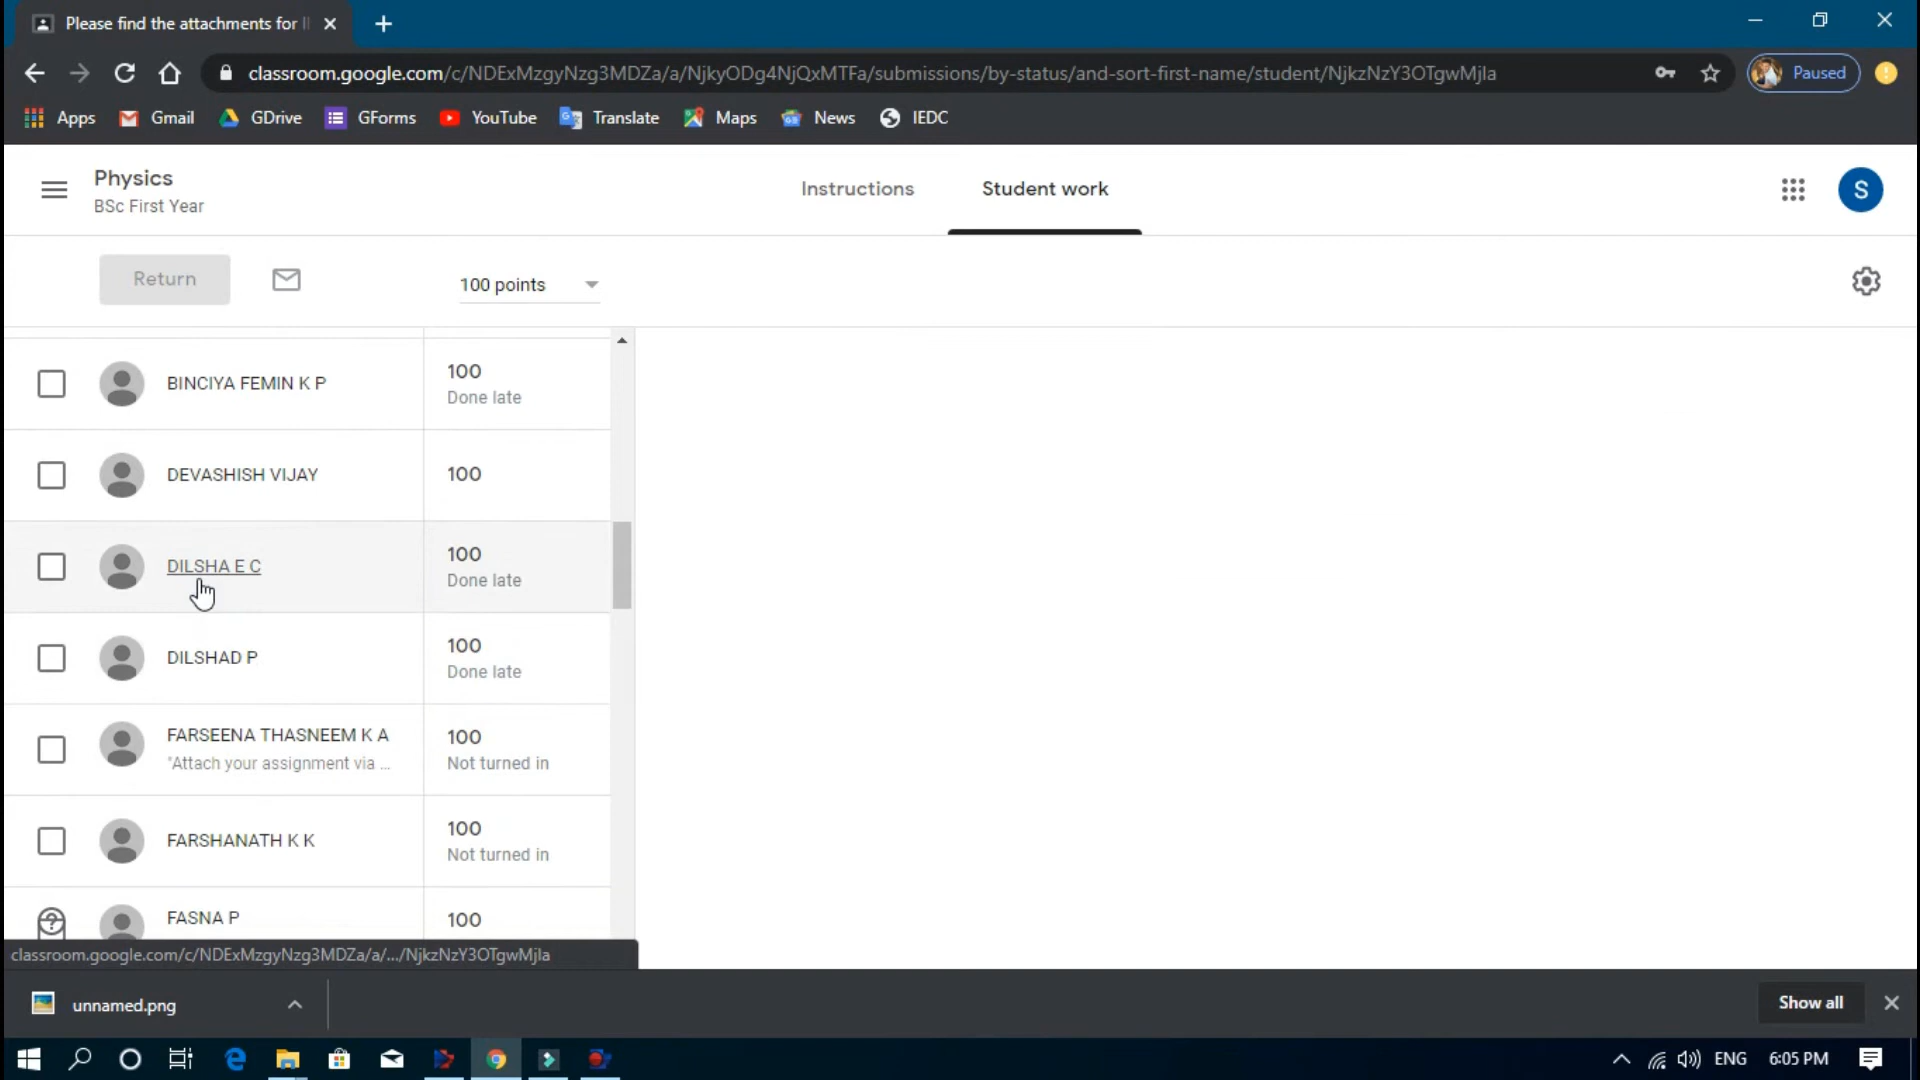 Please find the attachments for
classroom.google.com/c/NDExMzgyNzg3MDZa/a/NjkyODg4NjQxMTFa/submissions/by-status/and-sort-first-name/student/NjkzNzY3OTgwMjla
Paused
Apps
Gmail
GDrive
GForms
YouTube
Translate
Maps
News
IEDC
Physics
BSc First Year
Instructions
Student work
S
Return
100 points
BINCIYA FEMIN K P
100
Done late
DEVASHISH VIJAY
100
DILSHA E C
100
Done late
DILSHAD P
100
Done late
FARSEENA THASNEEM K A
"Attach your assignment via ...
100
Not turned in
FARSHANATH K K
100
Not turned in
FASNA P
100
classroom.google.com/c/NDExMzgyNzg3MDZa/a/.../NjkzNzY3OTgwMjla
unnamed.png
Show all
ENG
6:05 PM